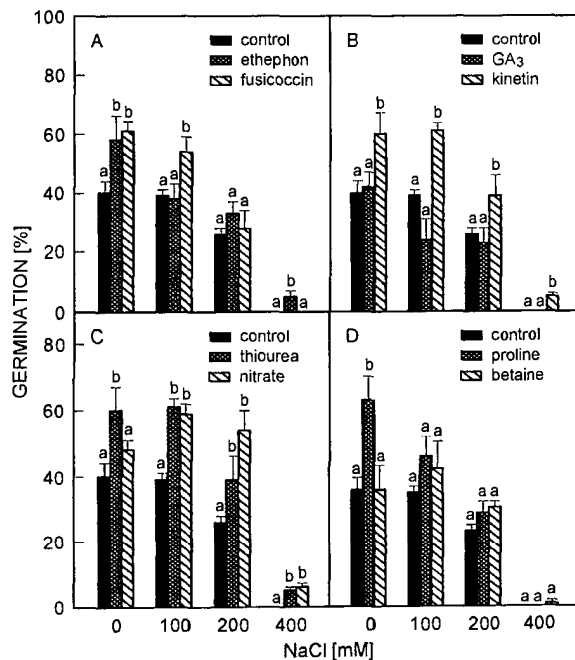 GERMINATION [%]
100
80
60
40
20
0
A
control
ethephon
fusicoccin
a b b
a a b
a a a
a b a
B
control
GA3
kinetin
a a b
a a b
a a b
a a b
80
60
40
20
0
C
control
thiourea
nitrate
a b a
a b b
a b b
a b b
D
control
proline
betaine
a b a
a a a
a a a
a a a
0 100 200 400 0 100 200 400
NaCl [mM]